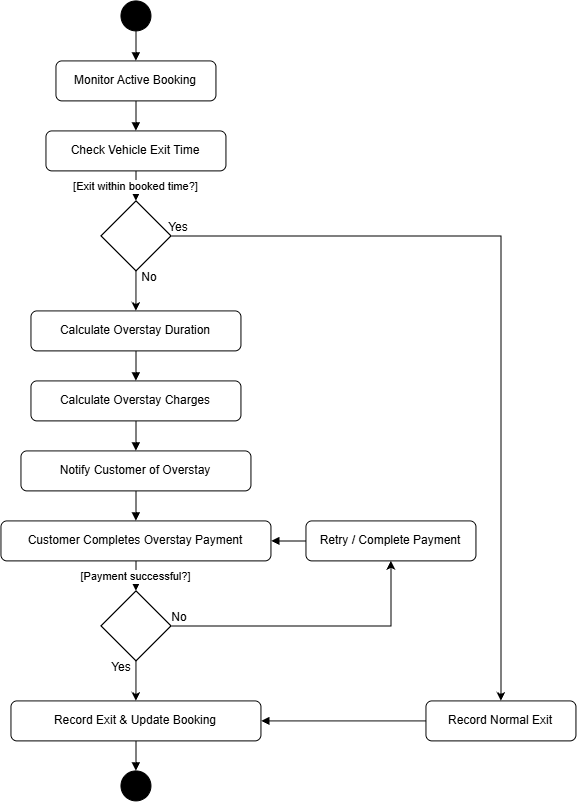 Monitor Active Booking
Check Vehicle Exit Time
[Exit within booked time?]
Yes
No
Calculate Overstay Duration
Calculate Overstay Charges
Notify Customer of Overstay
Customer Completes Overstay Payment
Retry / Complete Payment
[Payment successful?]
No
Yes
Record Exit & Update Booking
Record Normal Exit